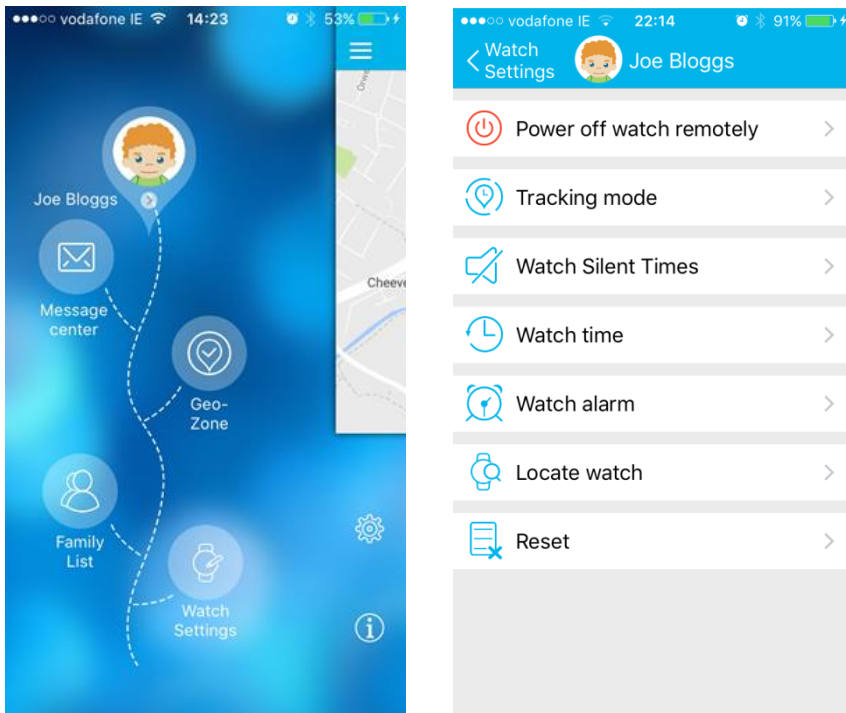 vodafone IE 14:23 53%
Orwe
Joe Bloggs
Message
center
Cheeve
Geo-
Zone
Family
List
Watch
Settings
vodafone IE 22:14 91%
Watch
Settings
Joe Bloggs
Power off watch remotely
Tracking mode
Watch Silent Times
Watch time
Watch alarm
Locate watch
Reset